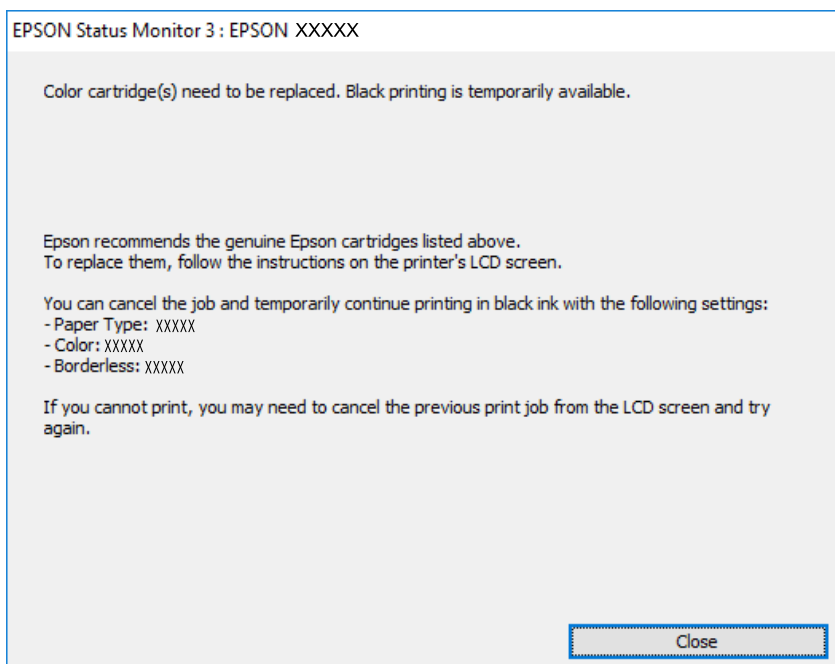 EPSON Status Monitor 3 : EPSON XXXXX
Color cartridge(s) need to be replaced. Black printing is temporarily available.
Epson recommends the genuine Epson cartridges listed above.
To replace them, follow the instructions on the printer's LCD screen.
You can cancel the job and temporarily continue printing in black ink with the following settings:
- Paper Type: XXXXX
- Color: XXXXX
- Borderless: XXXXX
If you cannot print, you may need to cancel the previous print job from the LCD screen and try
again.
Close